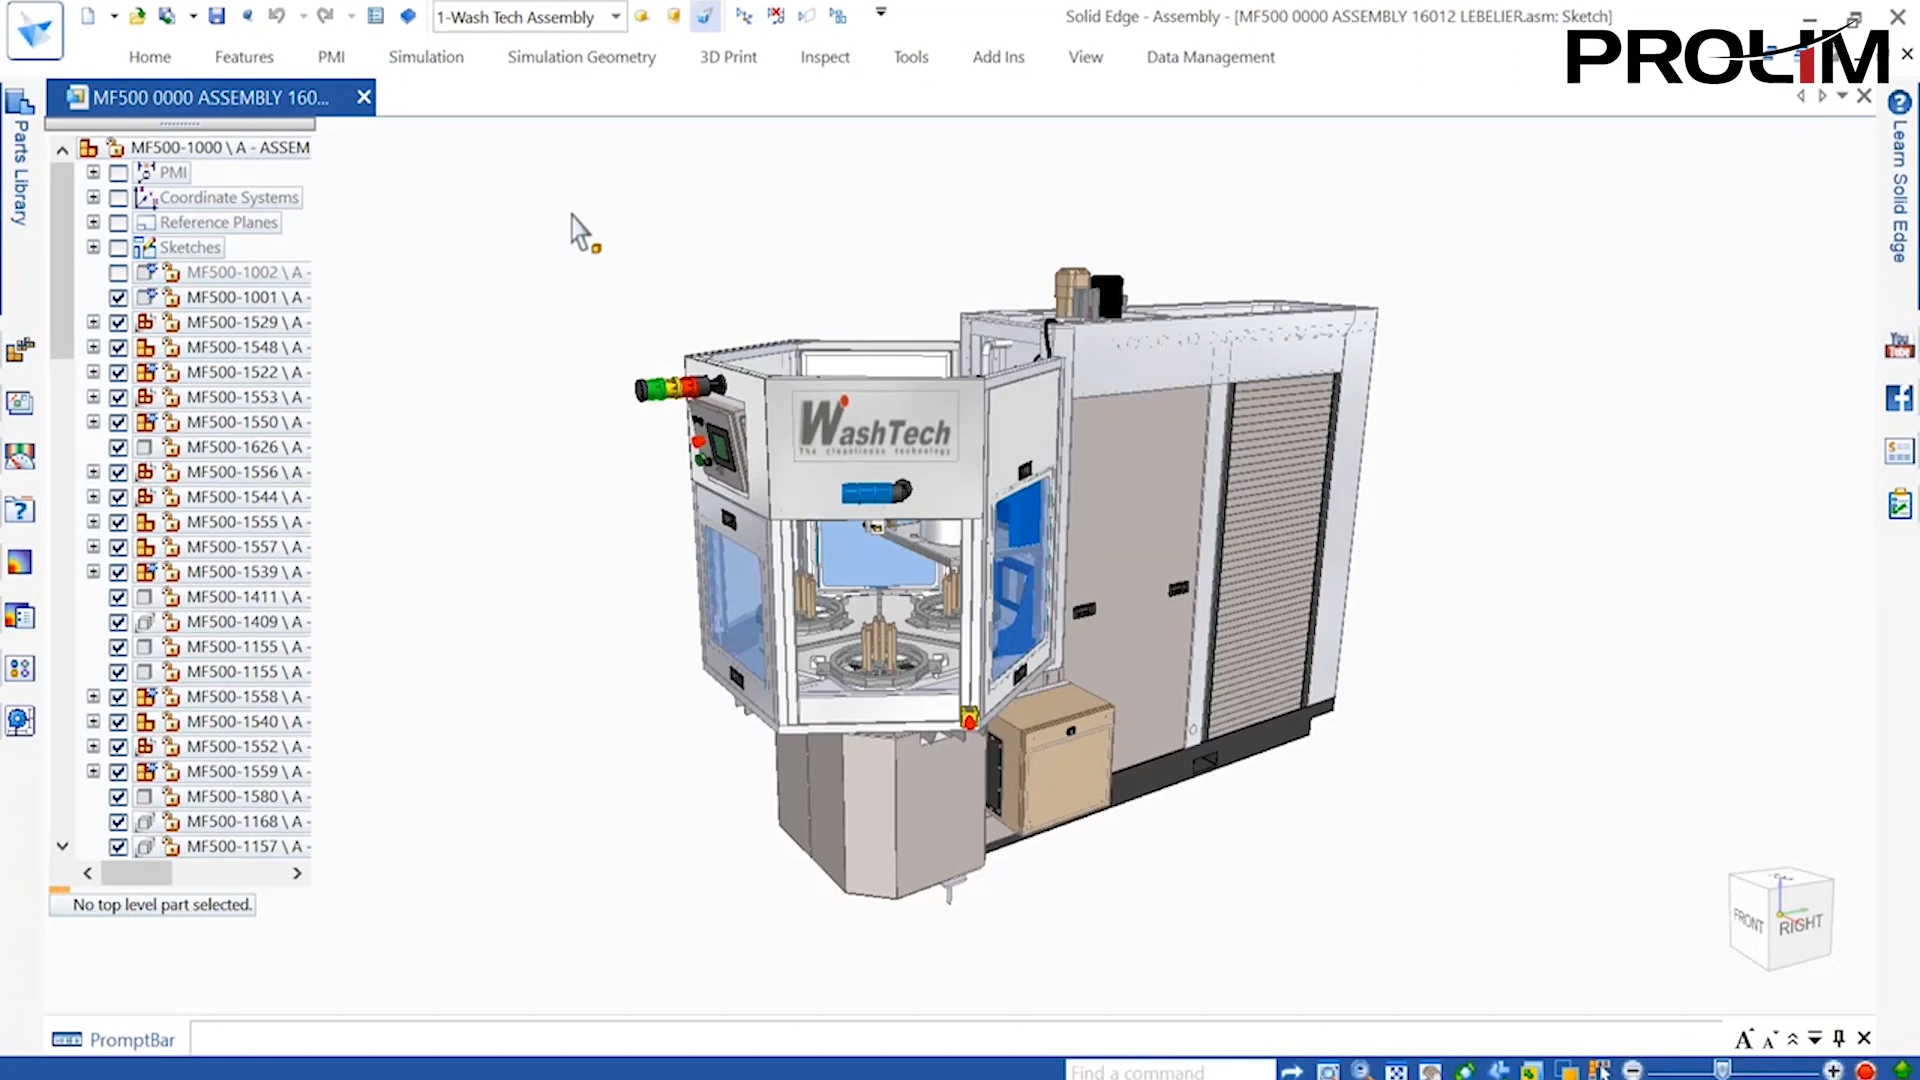 1-Wash Tech Assembly
Solid Edge - Assembly - [MF500 0000 ASSEMBLY 16012 LEBELIER.asm: Sketch]
PROLIM
Home
Features
PMI
Simulation
Simulation Geometry
3D Print
Inspect
Tools
Add Ins
View
Data Management
MF500 0000 ASSEMBLY 160...
Parts Library
Learn Solid Edge
MF500-1000 \ A - ASSEM
PMI
Coordinate Systems
Reference Planes
Sketches
MF500-1002 \ A -
MF500-1001 \ A -
MF500-1529 \ A -
MF500-1548 \ A -
MF500-1522 \ A -
MF500-1553 \ A -
MF500-1550 \ A -
MF500-1626 \ A -
MF500-1556 \ A -
MF500-1544 \ A -
MF500-1555 \ A -
MF500-1557 \ A -
MF500-1539 \ A -
MF500-1411 \ A -
MF500-1409 \ A -
MF500-1155 \ A -
MF500-1155 \ A -
MF500-1558 \ A -
MF500-1540 \ A -
MF500-1552 \ A -
MF500-1559 \ A -
MF500-1580 \ A -
MF500-1168 \ A -
MF500-1157 \ A -
No top level part selected.
WashTech
The cleanliness technology
You
Tube
FRONT
RIGHT
PromptBar
A A
Find a command